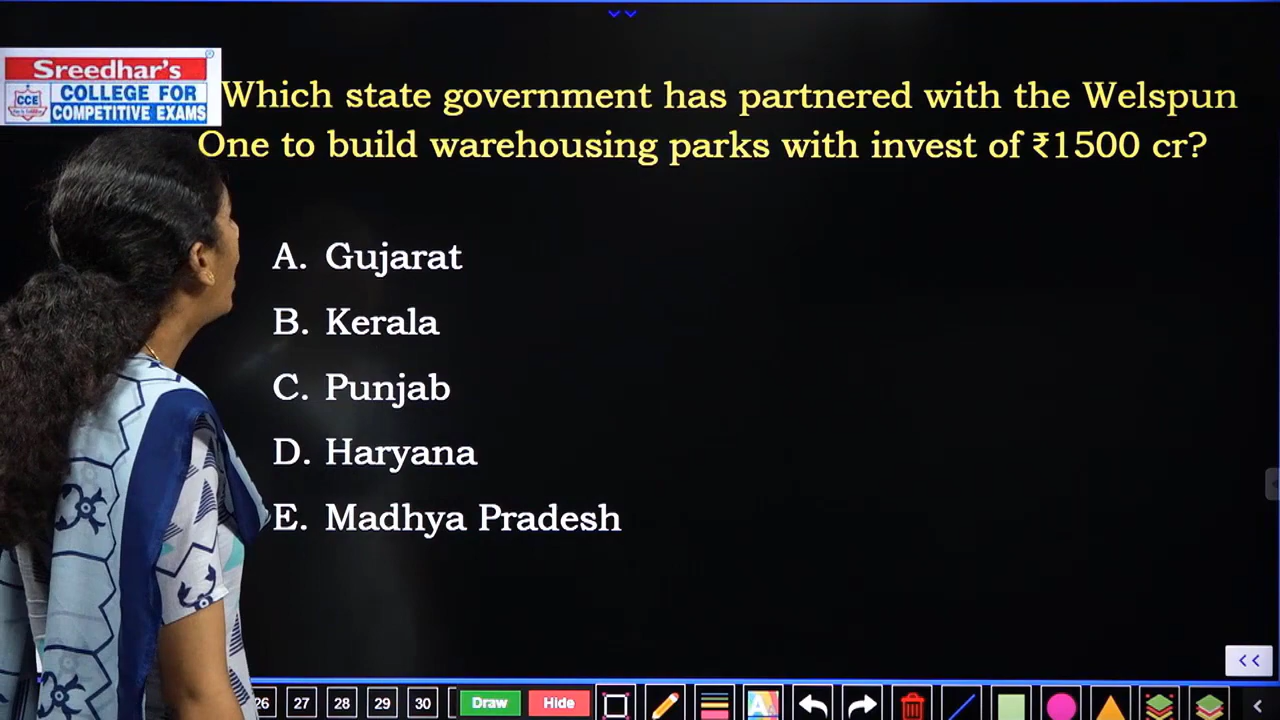 Sreedhar's
CCE
COLLEGE FOR
COMPETITIVE EXAMS
Which state government has partnered with the Welspun
One to build warehousing parks with invest of ₹1500 cr?
A. Gujarat
B. Kerala
C. Punjab
D. Haryana
E. Madhya Pradesh
26 27 28 29 30 Draw Hide